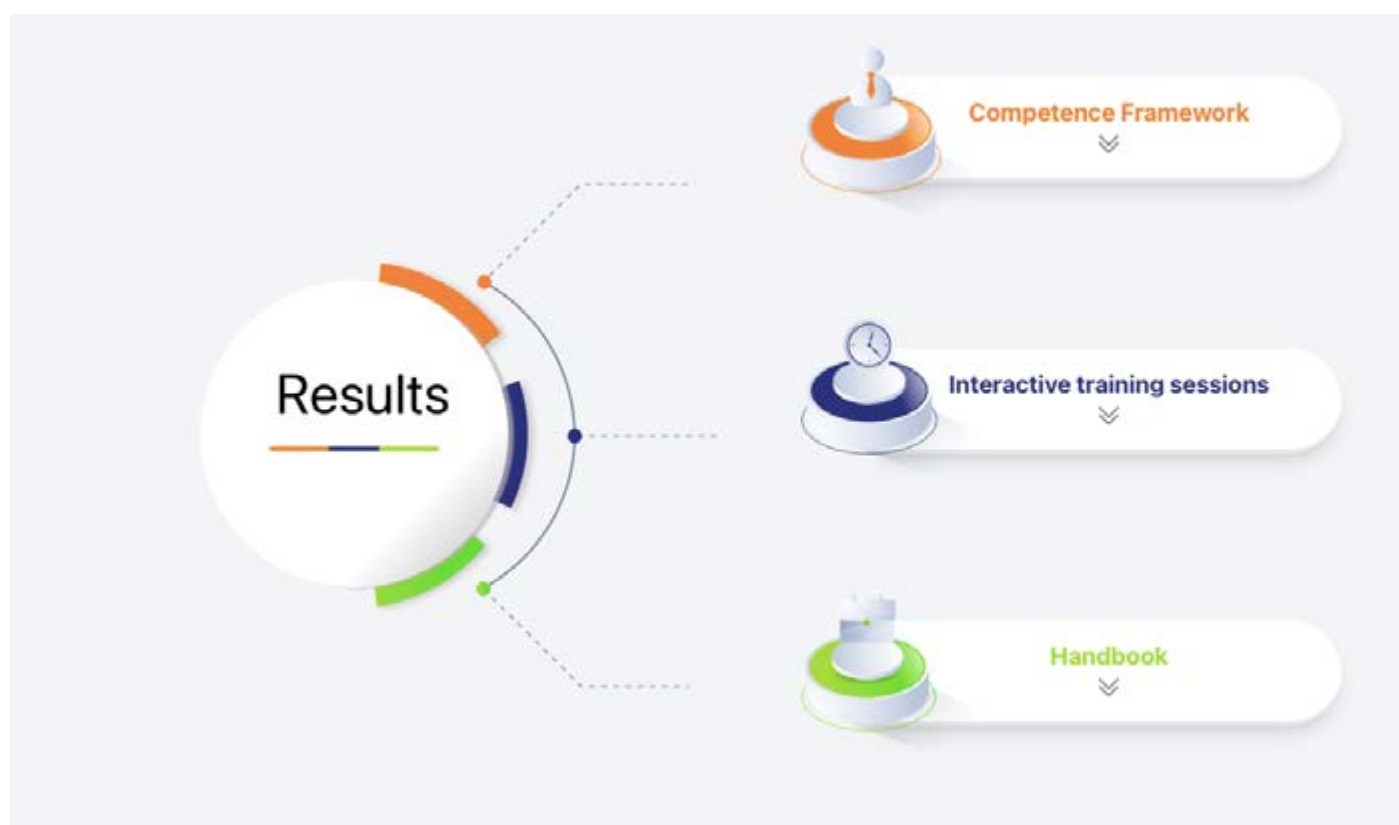 Results
Competence Framework
Interactive training sessions
Handbook